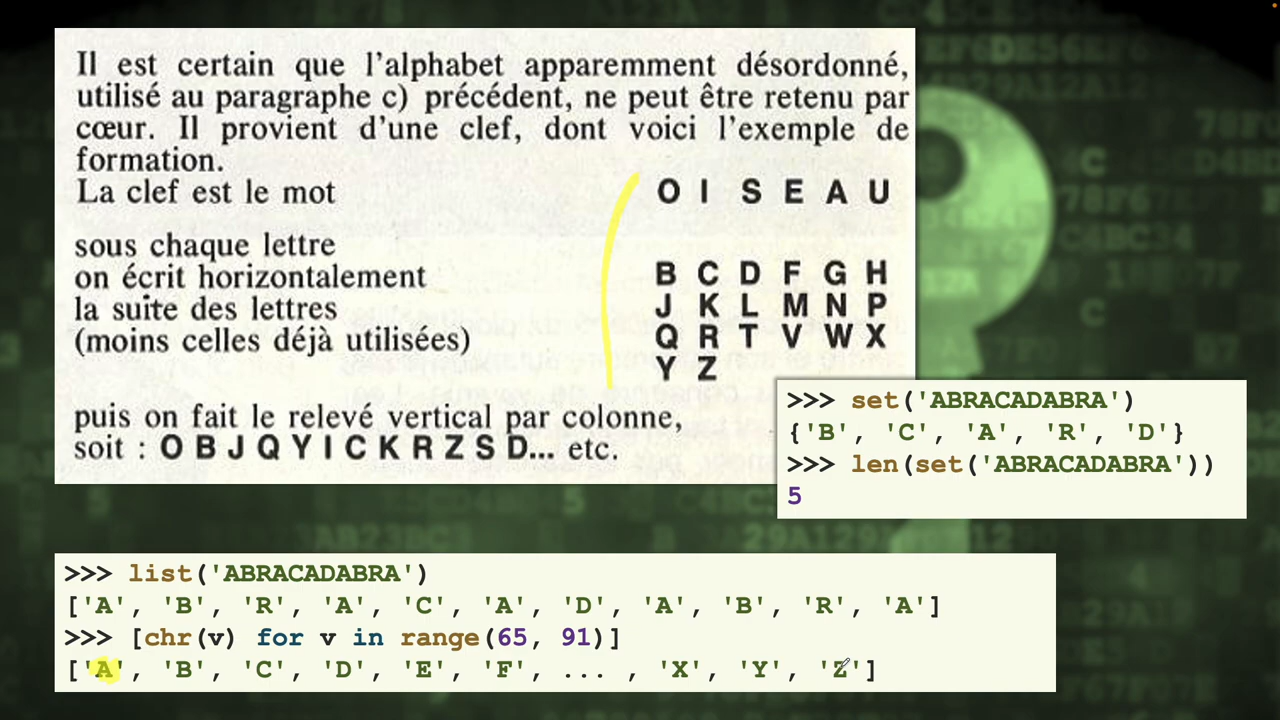 Il est certain que l'alphabet apparemment désordonné,
utilisé au paragraphe c) précédent, ne peut être retenu par
cœur. Il provient d'une clef, dont voici l'exemple de
formation.
La clef est le mot
O I S E A U
sous chaque lettre
on écrit horizontalement
la suite des lettres
(moins celles déjà utilisées)
B C D F G H
J K L M N P
Q R T V W X
Y Z
puis on fait le relevé vertical par colonne,
soit : O B J Q Y I C K R Z S D... etc.
>>> set('ABRACADABRA')
{'B', 'C', 'A', 'R', 'D'}
>>> len(set('ABRACADABRA'))
5
>>> list('ABRACADABRA')
['A', 'B', 'R', 'A', 'C', 'A', 'D', 'A', 'B', 'R', 'A']
>>> [chr(v) for v in range(65, 91)]
['A', 'B', 'C', 'D', 'E', 'F', ... , 'X', 'Y', 'Z']